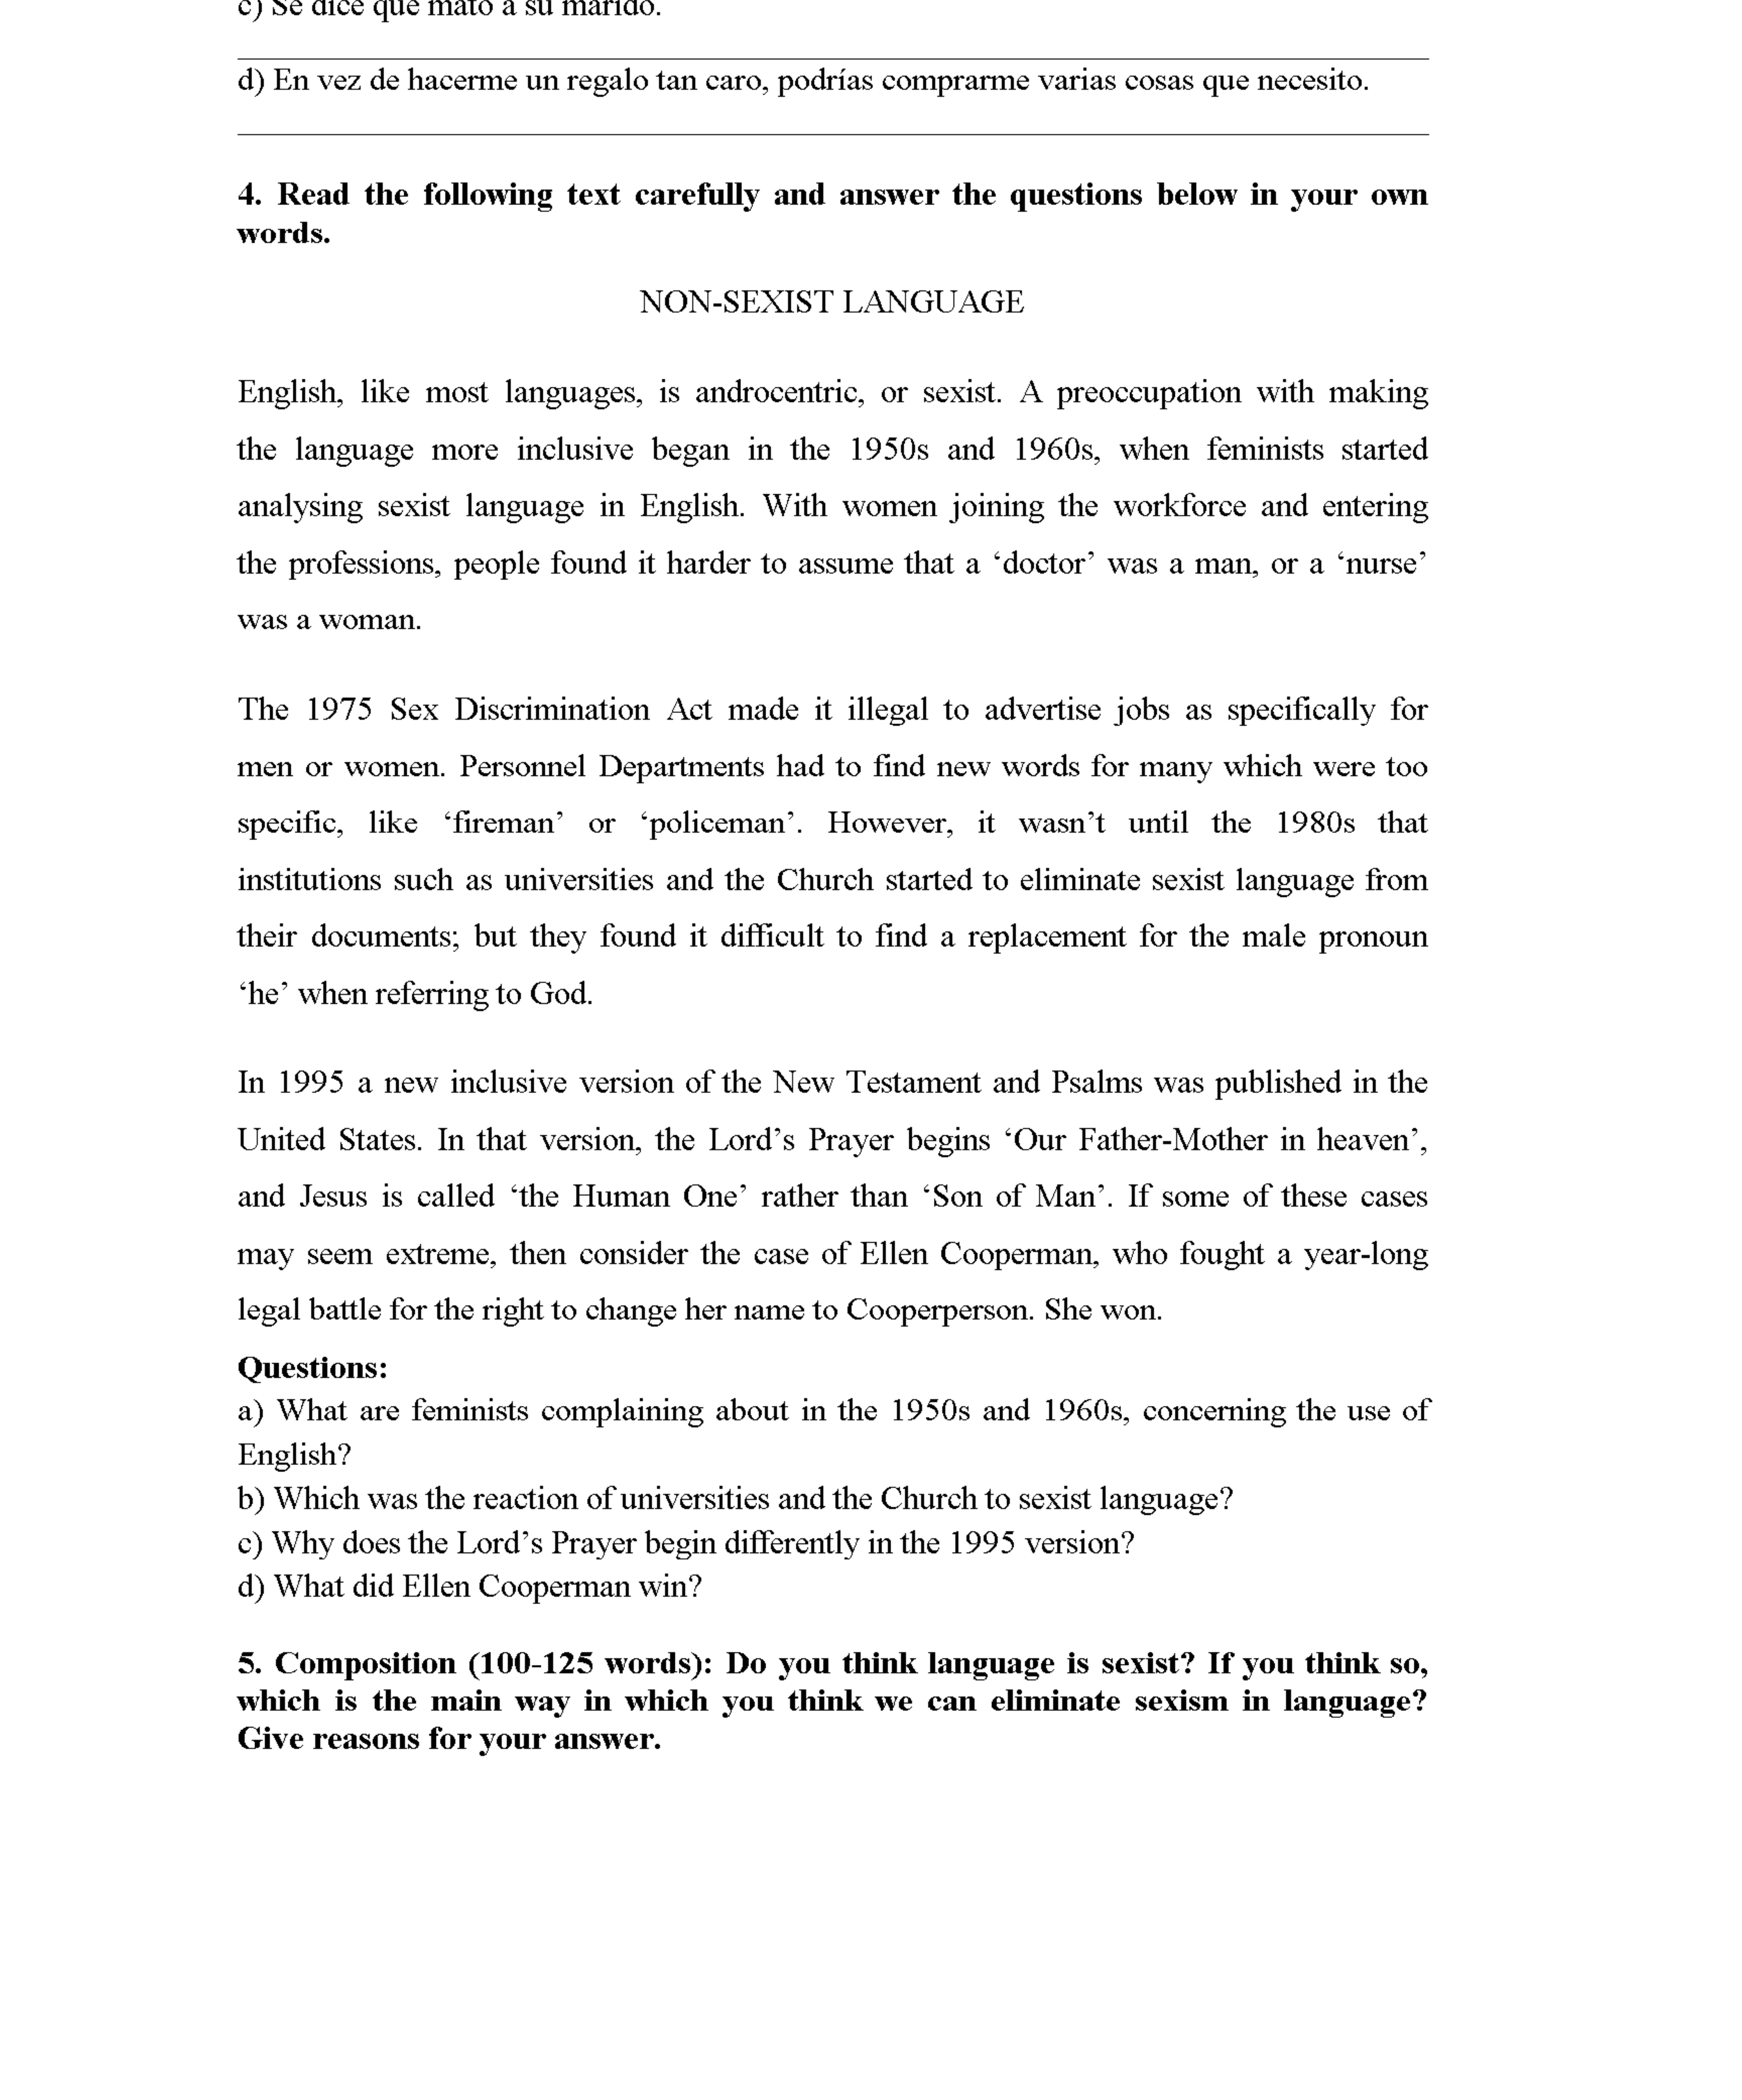 c) Se dice que mató a su marido.
d) En vez de hacerme un regalo tan caro, podrías comprarme varias cosas que necesito.
4. Read the following text carefully and answer the questions below in your own
words.
NON-SEXIST LANGUAGE
English, like most languages, is androcentric, or sexist. A preoccupation with making
the language more inclusive began in the 1950s and 1960s, when feminists started
analysing sexist language in English. With women joining the workforce and entering
the professions, people found it harder to assume that a ‘doctor’ was a man, or a ‘nurse’
was a woman.
The 1975 Sex Discrimination Act made it illegal to advertise jobs as specifically for
men or women. Personnel Departments had to find new words for many which were too
specific, like ‘fireman’ or ‘policeman’. However, it wasn’t until the 1980s that
institutions such as universities and the Church started to eliminate sexist language from
their documents; but they found it difficult to find a replacement for the male pronoun
‘he’ when referring to God.
In 1995 a new inclusive version of the New Testament and Psalms was published in the
United States. In that version, the Lord’s Prayer begins ‘Our Father-Mother in heaven’,
and Jesus is called ‘the Human One’ rather than ‘Son of Man’. If some of these cases
may seem extreme, then consider the case of Ellen Cooperman, who fought a year-long
legal battle for the right to change her name to Cooperperson. She won.
Questions:
a) What are feminists complaining about in the 1950s and 1960s, concerning the use of
English?
b) Which was the reaction of universities and the Church to sexist language?
c) Why does the Lord’s Prayer begin differently in the 1995 version?
d) What did Ellen Cooperman win?
5. Composition (100-125 words): Do you think language is sexist? If you think so,
which is the main way in which you think we can eliminate sexism in language?
Give reasons for your answer.